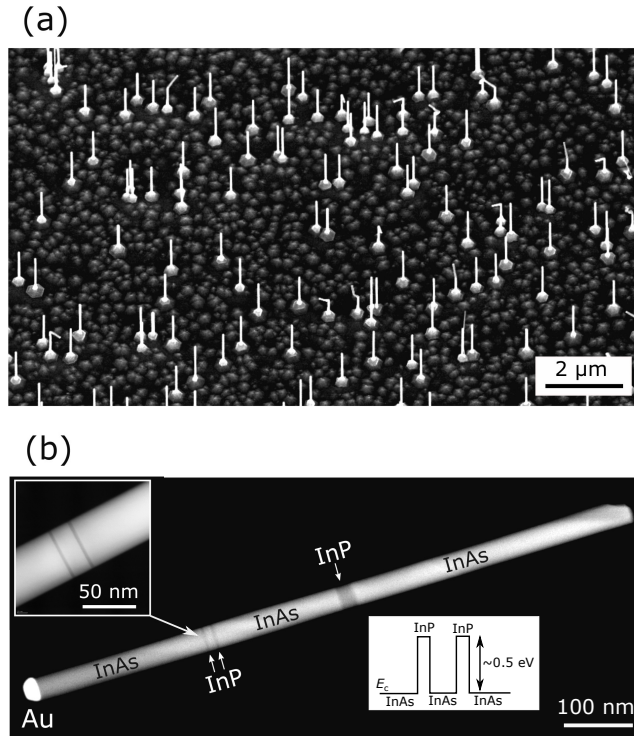 (a)
2 μm
(b)
50 nm
InP
InAs
InAs
InAs
InP
Au
InP InP
~0.5 eV
Ec
InAs InAs InAs
100 nm